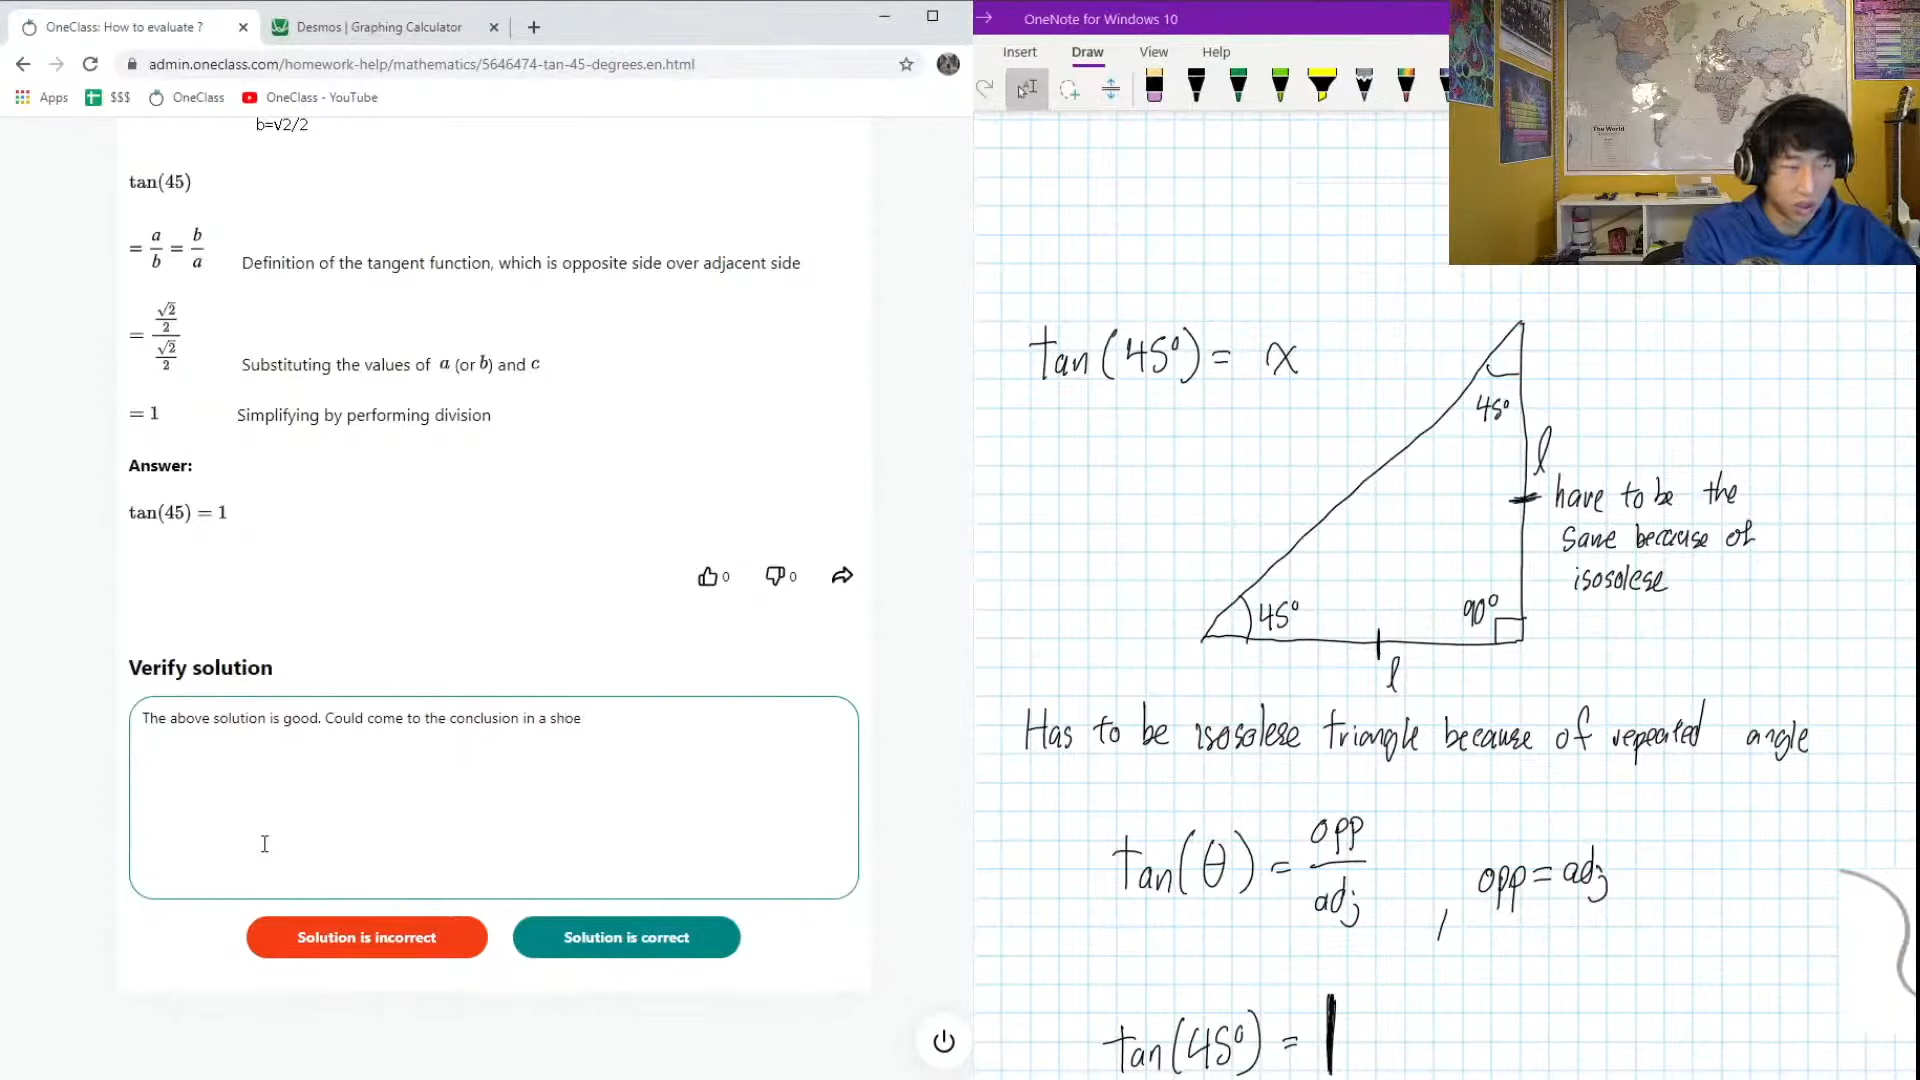 OneClass: How to evaluate ?
Desmos | Graphing Calculator
admin.oneclass.com/homework-help/mathematics/5646474-tan-45-degrees.en.html
Apps
$$$
OneClass
OneClass - YouTube
b=√2/2
tan(45)
= a/b = b/a
Definition of the tangent function, which is opposite side over adjacent side
= (√2/2)/(√2/2)
Substituting the values of a (or b) and c
= 1
Simplifying by performing division
Answer:
tan(45) = 1
0
0
Verify solution
The above solution is good. Could come to the conclusion in a shoe
Solution is incorrect
Solution is correct
OneNote for Windows 10
Insert
Draw
View
Help
The World
tan(45°) = x
45°
l
have to be the
same because of
isosolese
45°
90°
l
Has to be isosolese triangle because of repeated angle
tan(θ) = opp/adj , opp = adj
tan(45°) = 1